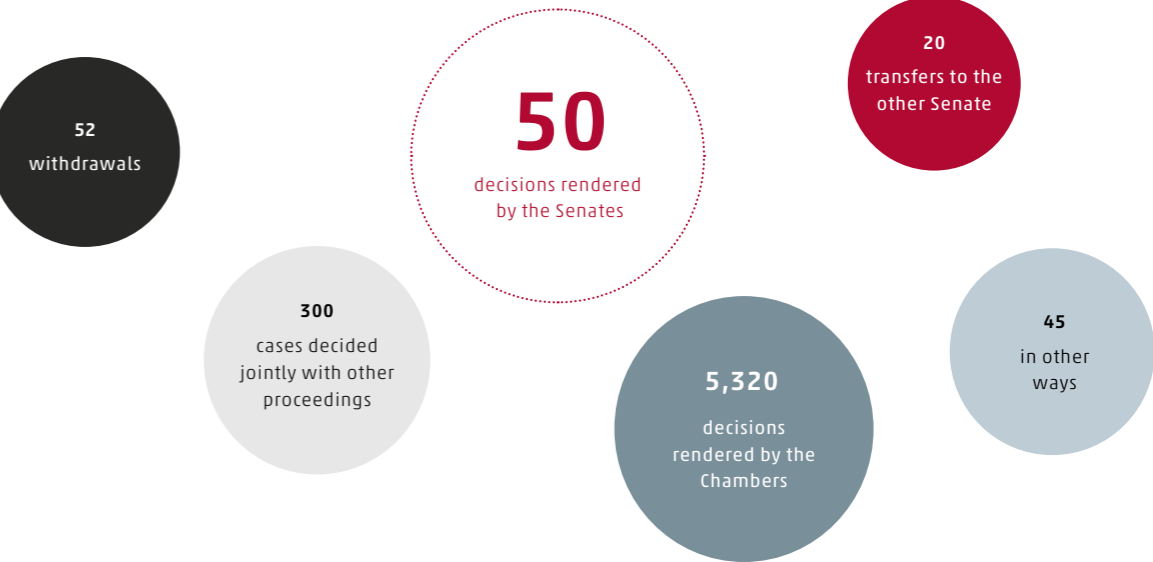 52
withdrawals
50
decisions rendered
by the Senates
20
transfers to the
other Senate
300
cases decided
jointly with other
proceedings
5,320
decisions
rendered by the
Chambers
45
in other
ways